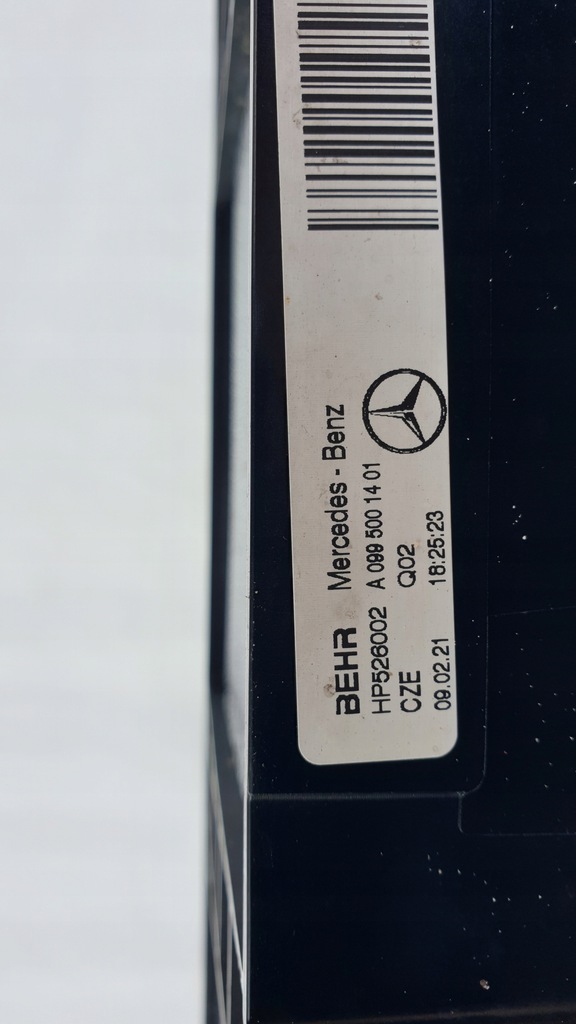 BEHR Mercedes - Benz
HP526002 A 099 500 14 01
CZE Q02
09.02.21 18:25:23